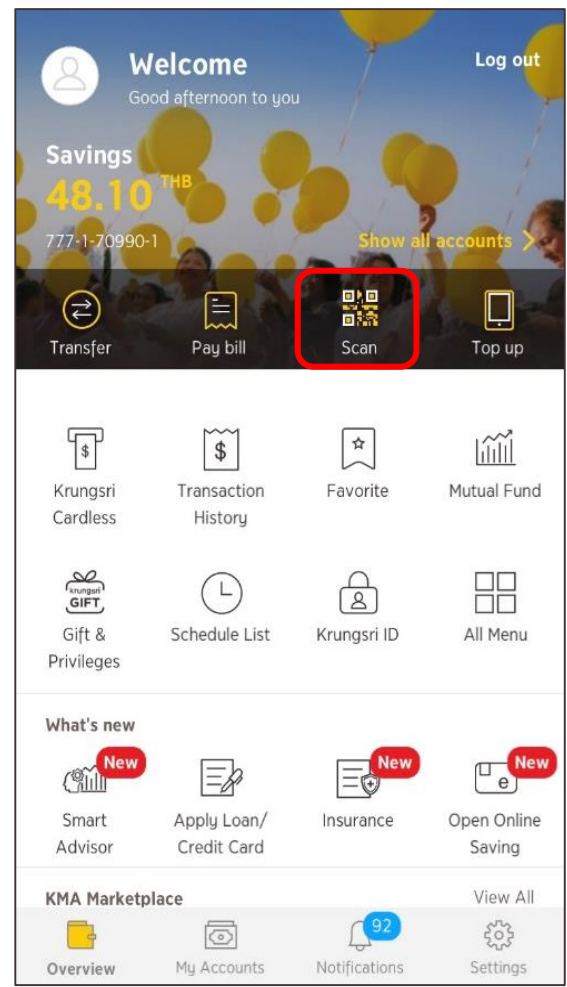 Welcome
Log out
Good afternoon to you
Savings
48.10 THB
777-1-70990-1
Show all accounts
Transfer
Pay bill
Scan
Top up
$
$
Krungsri Cardless
Transaction History
Favorite
Mutual Fund
krungsri
GIFT
Gift & Privileges
Schedule List
Krungsri ID
All Menu
What's new
New
New
New
e
Smart Advisor
Apply Loan/ Credit Card
Insurance
Open Online Saving
KMA Marketplace
View All
92
Overview
My Accounts
Notifications
Settings